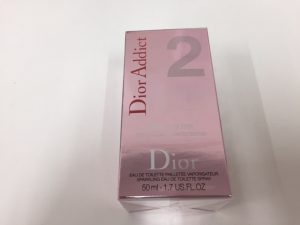 Dior Addict
2
Dior
EAU DE TOILETTE PAILLETÉE VAPORISATEUR
SPARKLING EAU DE TOILETTE SPRAY
50 ml - 1.7 US.FL.OZ